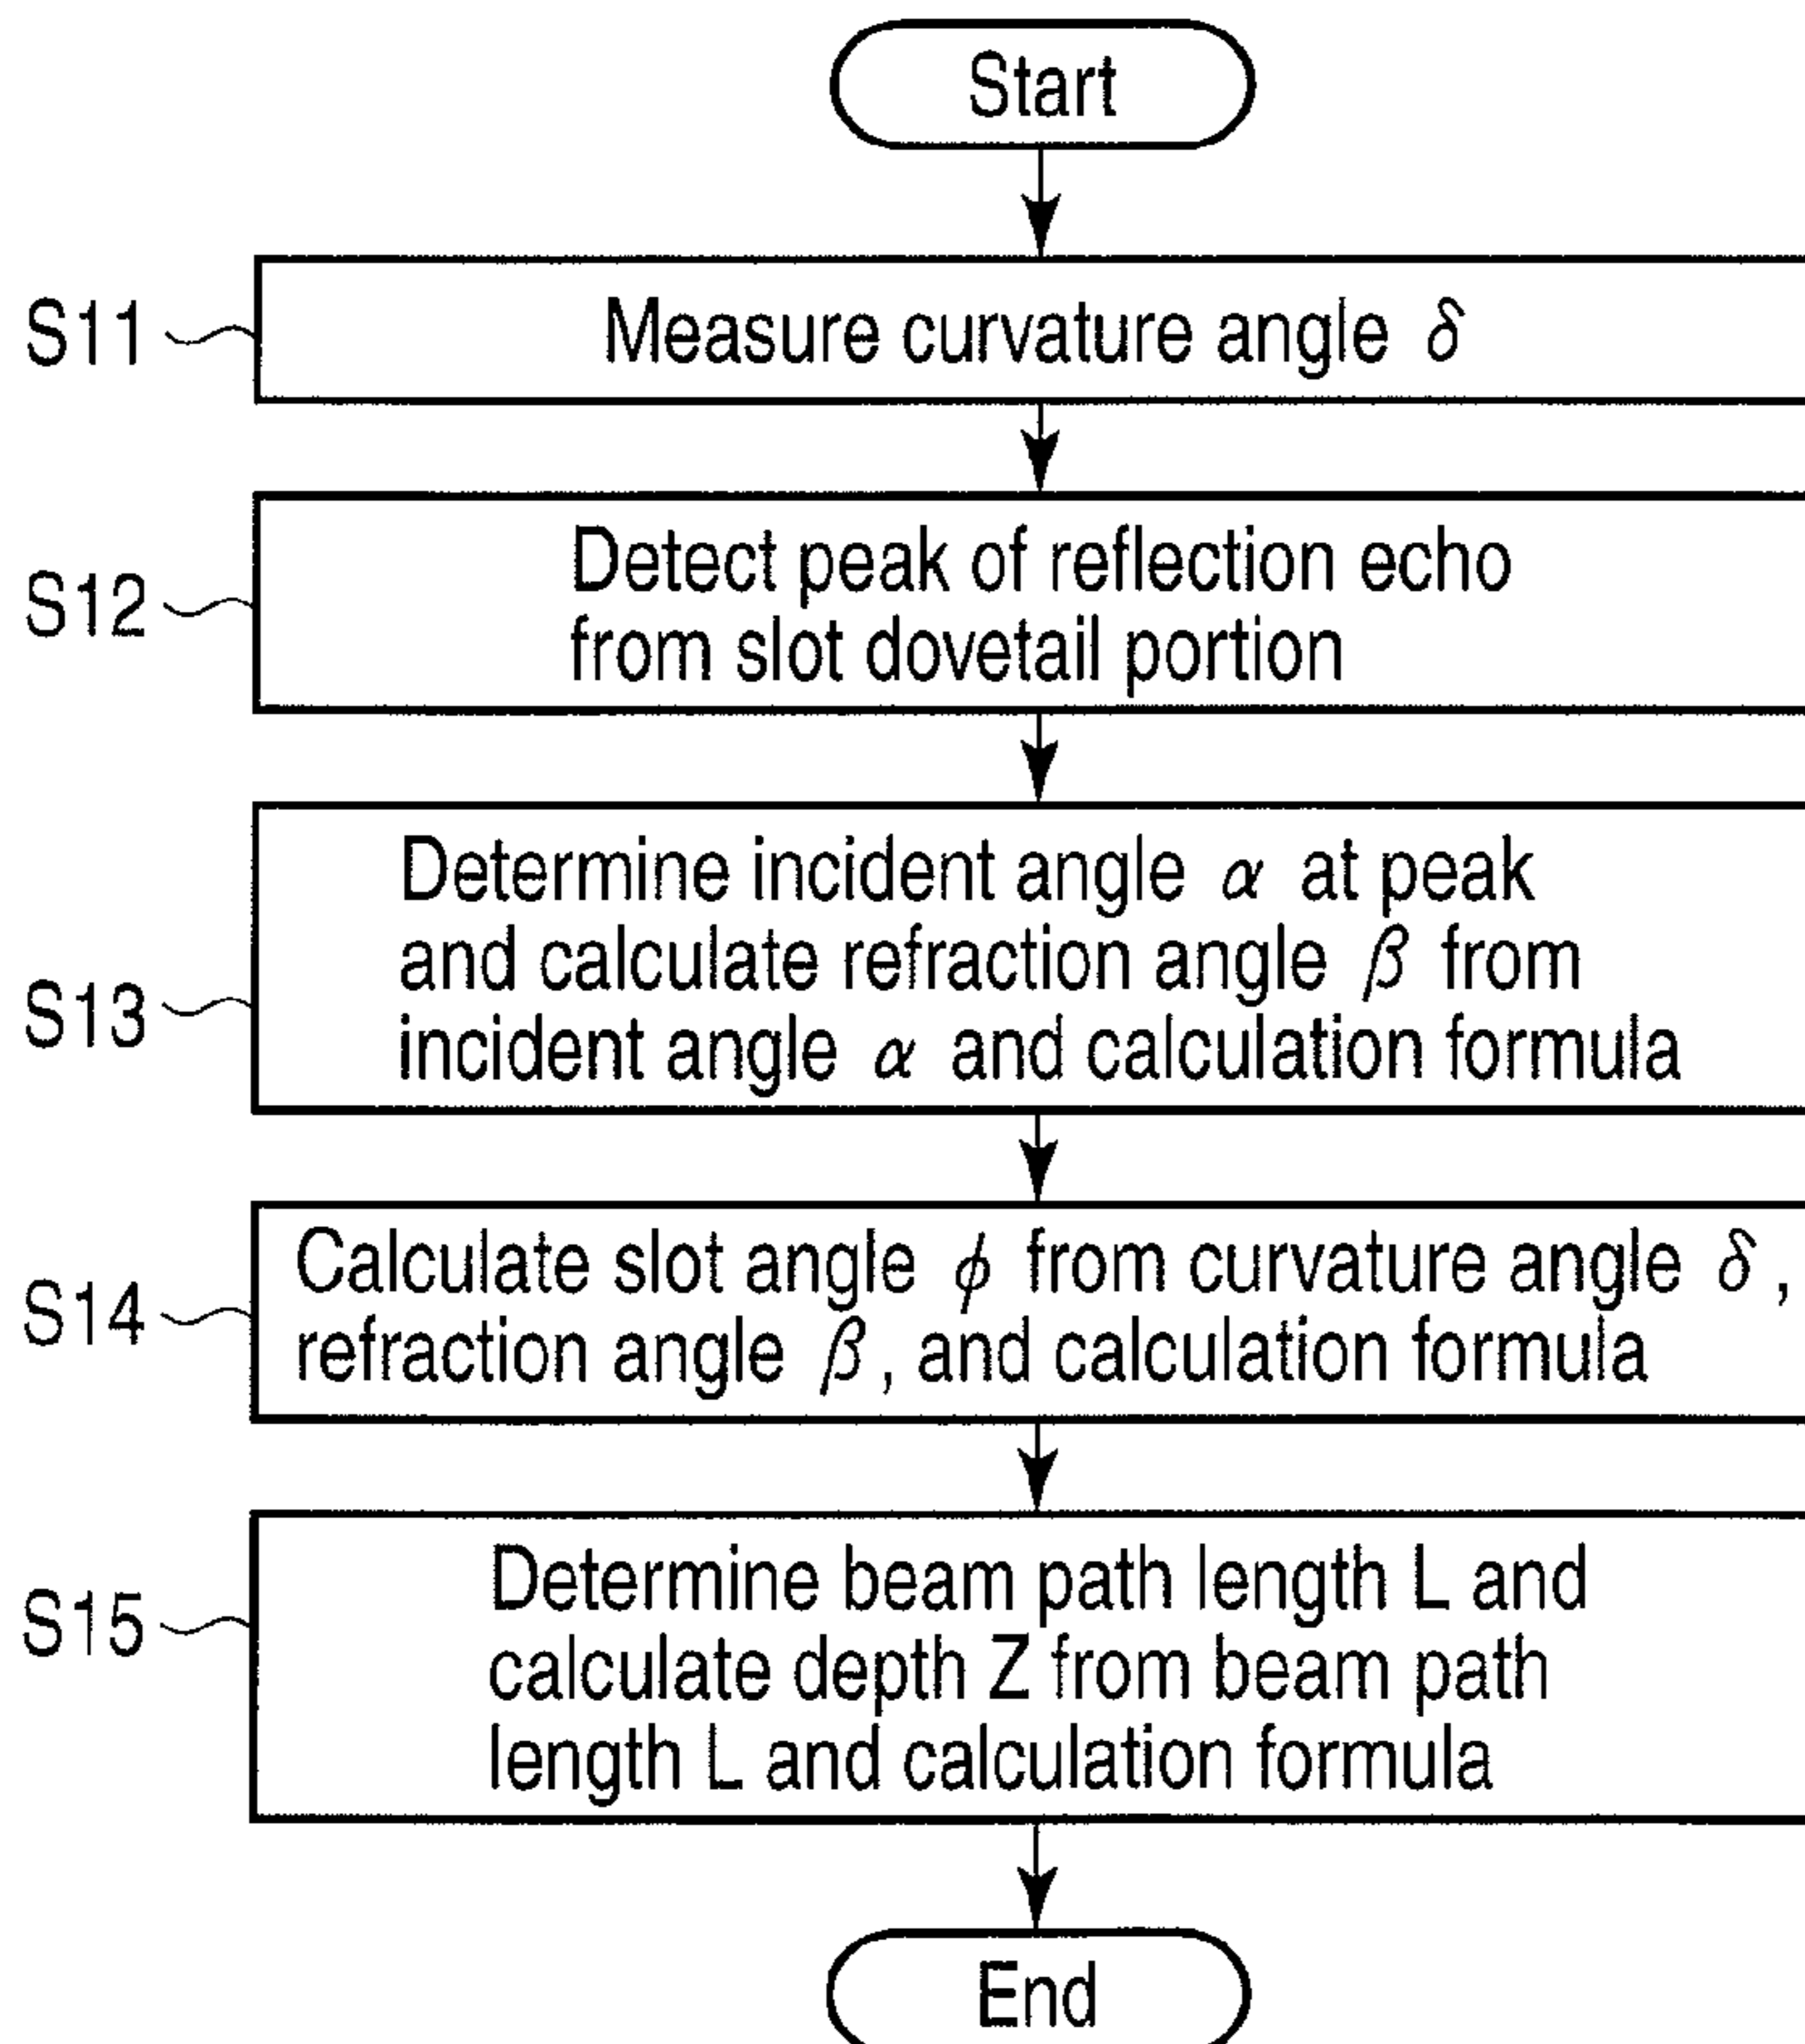 Start
S11
Measure curvature angle δ
S12
Detect peak of reflection echo
from slot dovetail portion
S13
Determine incident angle α at peak
and calculate refraction angle β from
incident angle α and calculation formula
S14
Calculate slot angle ϕ from curvature angle δ,
refraction angle β, and calculation formula
S15
Determine beam path length L and
calculate depth Z from beam path
length L and calculation formula
End